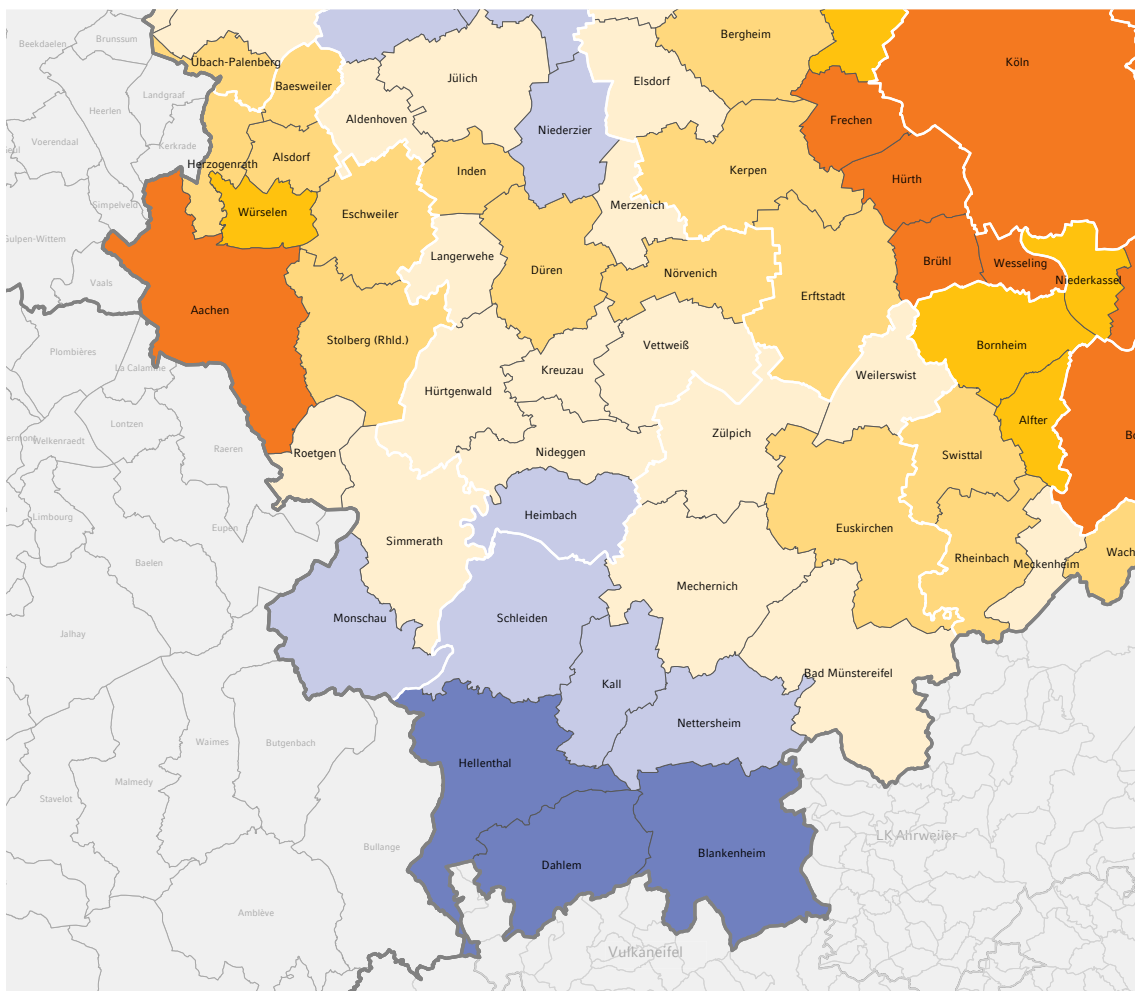 Beekdaelen
Brunssum
Übach-Palenberg
Bergheim
Köln
Baesweiler
Jülich
Elsdorf
Landgraaf
Heerlen
Aldenhoven
Frechen
Niederzier
Voerendaal
Kerkrade
Herzogenrath
Alsdorf
Inden
Kerpen
Hürth
Simpelveld
Würselen
Eschweiler
Merzenich
Gulpen-Wittem
Langerwehe
Düren
Nörvenich
Brühl
Wesseling
Niederkassel
Vaals
Aachen
Erftstadt
Stolberg (Rhld.)
Vettweiß
Bornheim
Plombières
La Calamine
Kreuzau
Weilerswist
Hürtgenwald
Lontzen
Alfter
Welkenraedt
Raeren
Roetgen
Nideggen
Zülpich
Swisttal
Bo
Limbourg
Eupen
Heimbach
Euskirchen
Simmerath
Baelen
Rheinbach
Meckenheim
Wach
Mechernich
Jalhay
Monschau
Schleiden
Bad Münstereifel
Kall
Nettersheim
Waimes
Butgenbach
Hellenthal
Malmedy
Stavelot
LK Ahrweiler
Bullange
Blankenheim
Dahlem
Amblève
Vulkaneifel